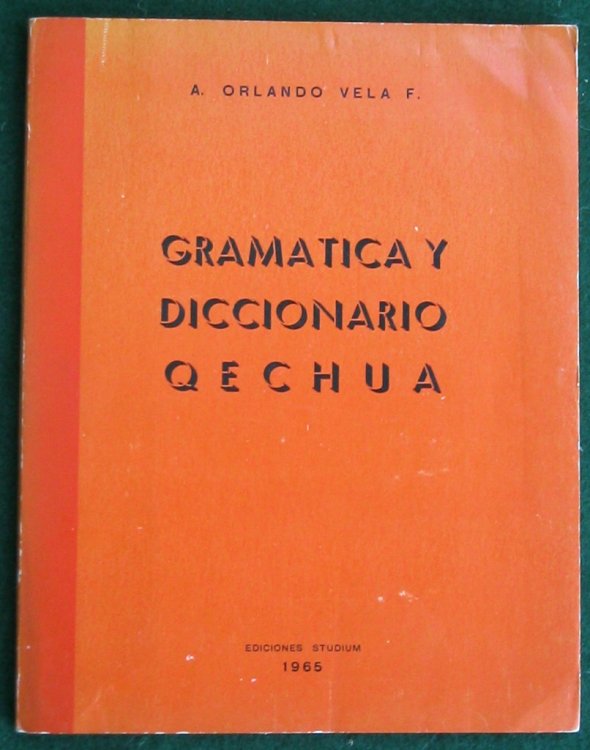 A. ORLANDO VELA F.
GRAMATICA Y
DICCIONARIO
QECHUA
EDICIONES STUDIUM
1965